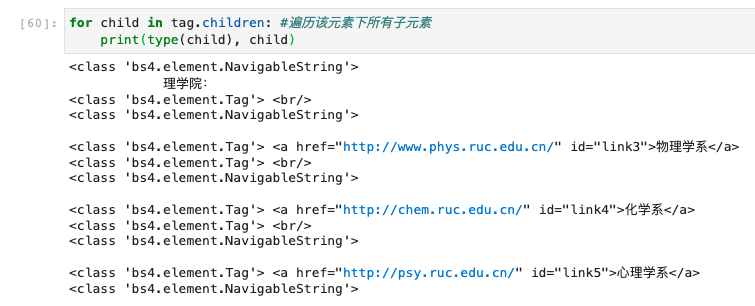 [60]: for child in tag.children: #遍历该元素下所有子元素
print(type(child), child)
<class 'bs4.element.NavigableString'>
理学院：
<class 'bs4.element.Tag'> <br/>
<class 'bs4.element.NavigableString'>
<class 'bs4.element.Tag'> <a href="http://www.phys.ruc.edu.cn/" id="link3">物理学系</a>
<class 'bs4.element.Tag'> <br/>
<class 'bs4.element.NavigableString'>
<class 'bs4.element.Tag'> <a href="http://chem.ruc.edu.cn/" id="link4">化学系</a>
<class 'bs4.element.Tag'> <br/>
<class 'bs4.element.NavigableString'>
<class 'bs4.element.Tag'> <a href="http://psy.ruc.edu.cn/" id="link5">心理学系</a>
<class 'bs4.element.NavigableString'>